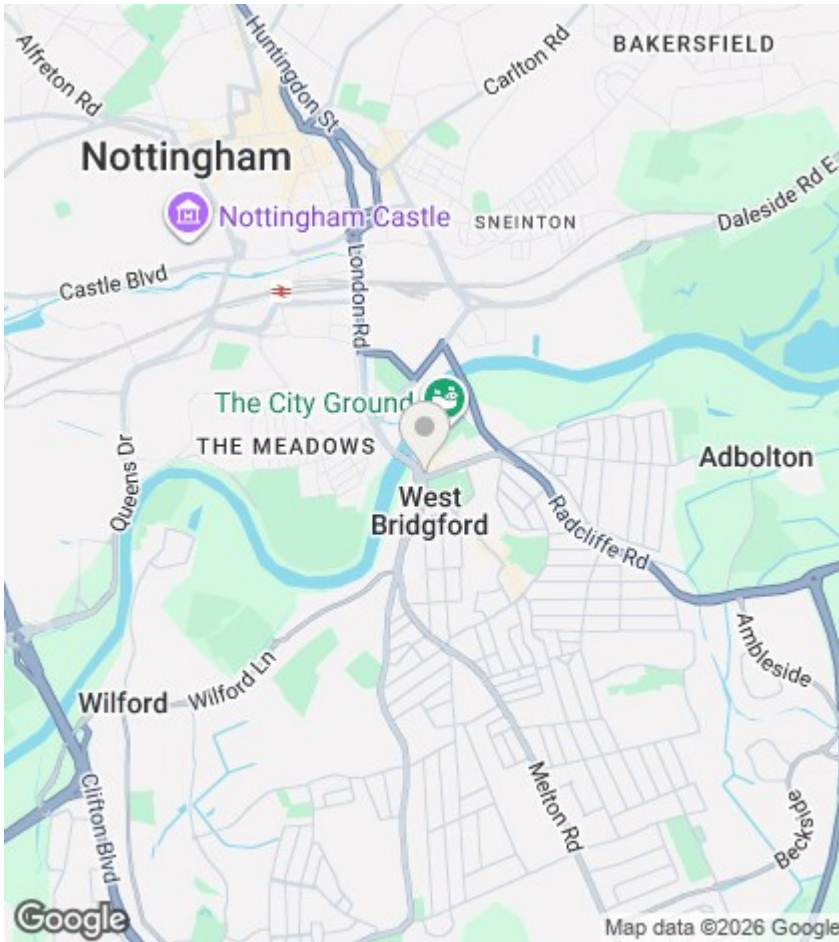 Alfreton Rd
Huntingdon St
Carlton Rd
BAKERSFIELD
Nottingham
Nottingham Castle
SNEINTON
Daleside Rd E
Castle Blvd
London Rd
The City Ground
THE MEADOWS
Queens Dr
Adbolton
West
Bridgford
Radcliffe Rd
Ambleside
Wilford
Wilford Ln
Melton Rd
Clifton Blvd
Beckside
Google
Map data ©2026 Google